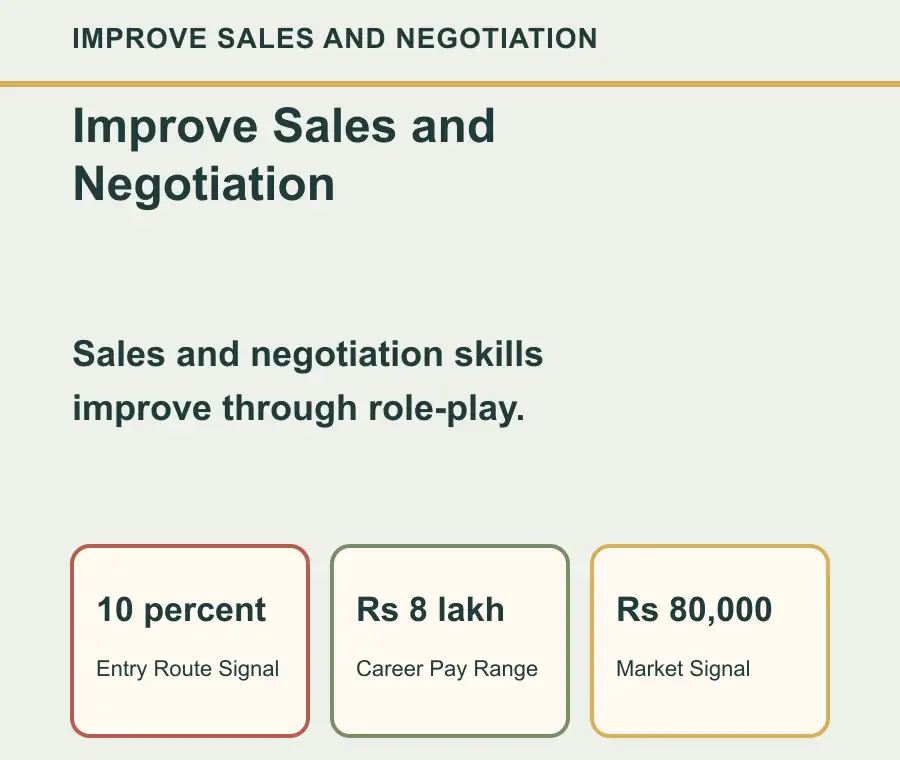 IMPROVE SALES AND NEGOTIATION
Improve Sales and
Negotiation
Sales and negotiation skills
improve through role-play.
10 percent
Entry Route Signal
Rs 8 lakh
Career Pay Range
Rs 80,000
Market Signal